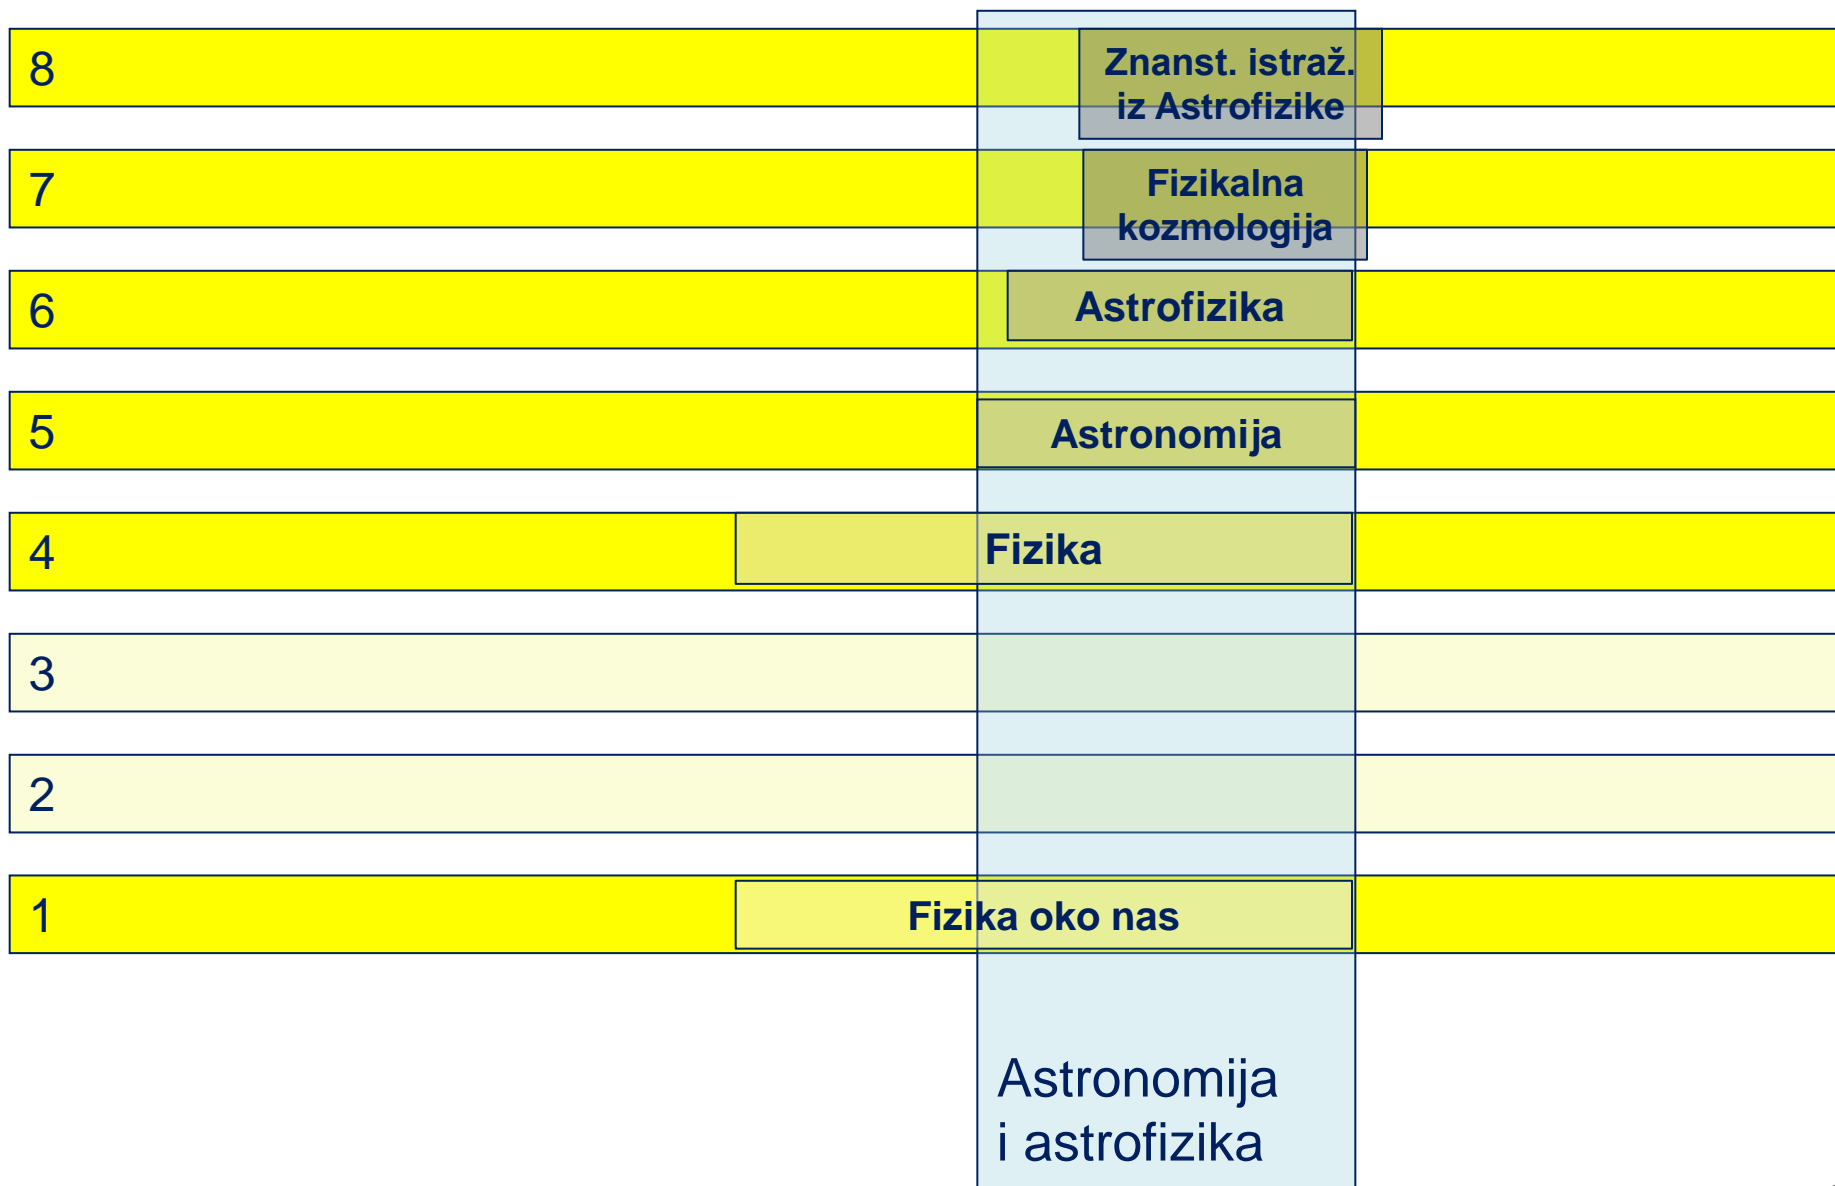 8
Znanst. istraž.
iz Astrofizike
7
Fizikalna
kozmologija
6
Astrofizika
5
Astronomija
4
Fizika
3
2
1
Fizika oko nas
Astronomija
i astrofizika